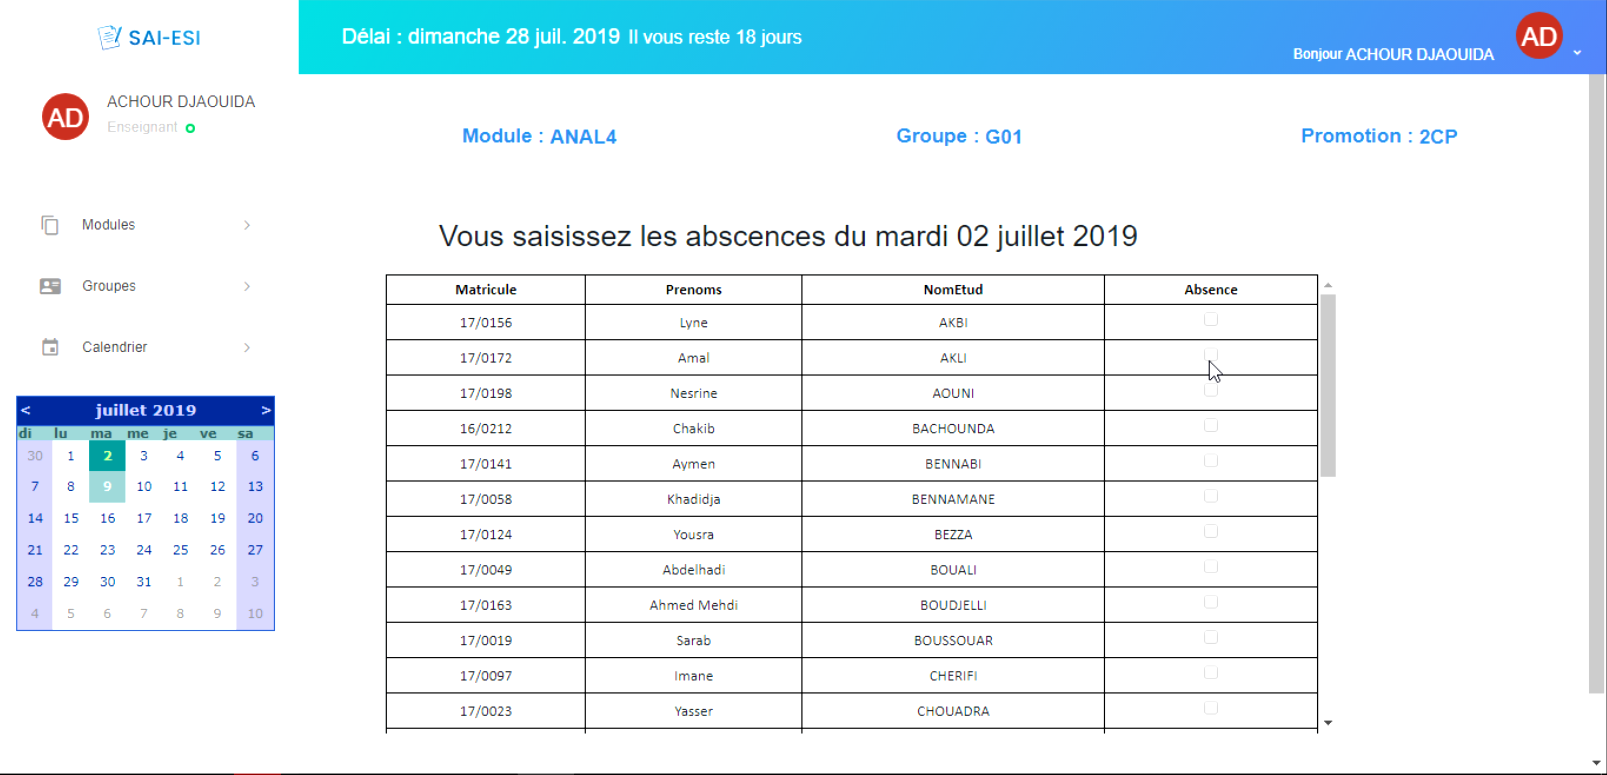 SAI-ESI
Délai : dimanche 28 juil. 2019 Il vous reste 18 jours
Bonjour ACHOUR DJAOUIDA
AD
AD
ACHOUR DJAOUIDA
Enseignant
Module : ANAL4
Groupe : G01
Promotion : 2CP
Modules
Groupes
Calendrier
< juillet 2019 >
di lu ma me je ve sa
30 1 2 3 4 5 6
7 8 9 10 11 12 13
14 15 16 17 18 19 20
21 22 23 24 25 26 27
28 29 30 31 1 2 3
4 5 6 7 8 9 10
Vous saisissez les abscences du mardi 02 juillet 2019
Matricule Prenoms NomEtud Absence
17/0156 Lyne AKBI
17/0172 Amal AKLI
17/0198 Nesrine AOUNI
16/0212 Chakib BACHOUNDA
17/0141 Aymen BENNABI
17/0058 Khadidja BENNAMANE
17/0124 Yousra BEZZA
17/0049 Abdelhadi BOUALI
17/0163 Ahmed Mehdi BOUDJELLI
17/0019 Sarab BOUSSOUAR
17/0097 Imane CHERIFI
17/0023 Yasser CHOUADRA